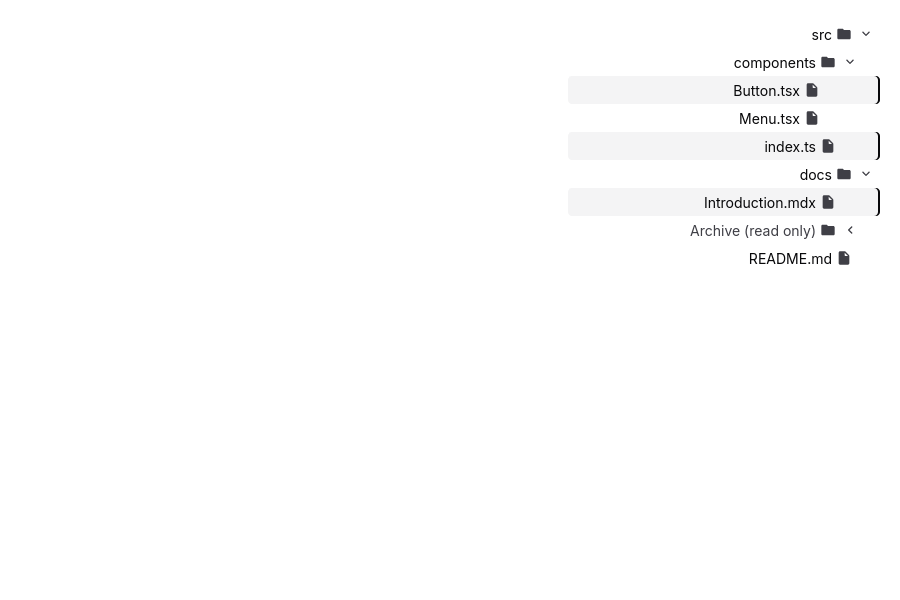 src
components
Button.tsx
Menu.tsx
index.ts
docs
Introduction.mdx
Archive (read only)
README.md